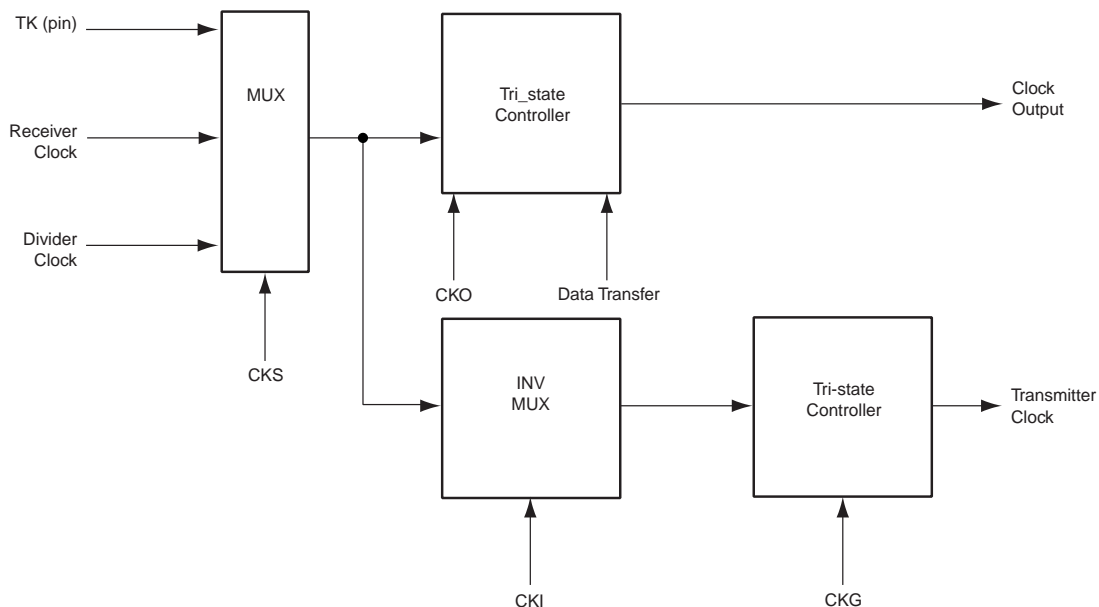 TK (pin)
MUX
Tri_state
Controller
Clock
Output
Receiver
Clock
Divider
Clock
CKO
Data Transfer
CKS
INV
MUX
Tri-state
Controller
Transmitter
Clock
CKI
CKG